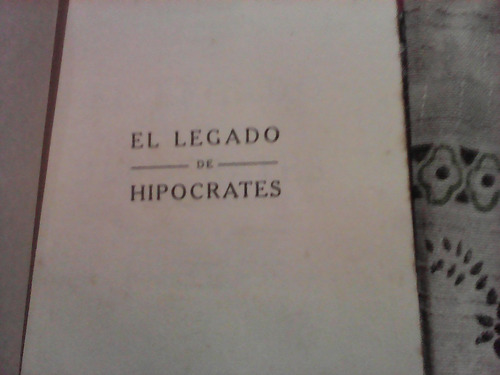 EL LEGADO
DE
HIPOCRATES